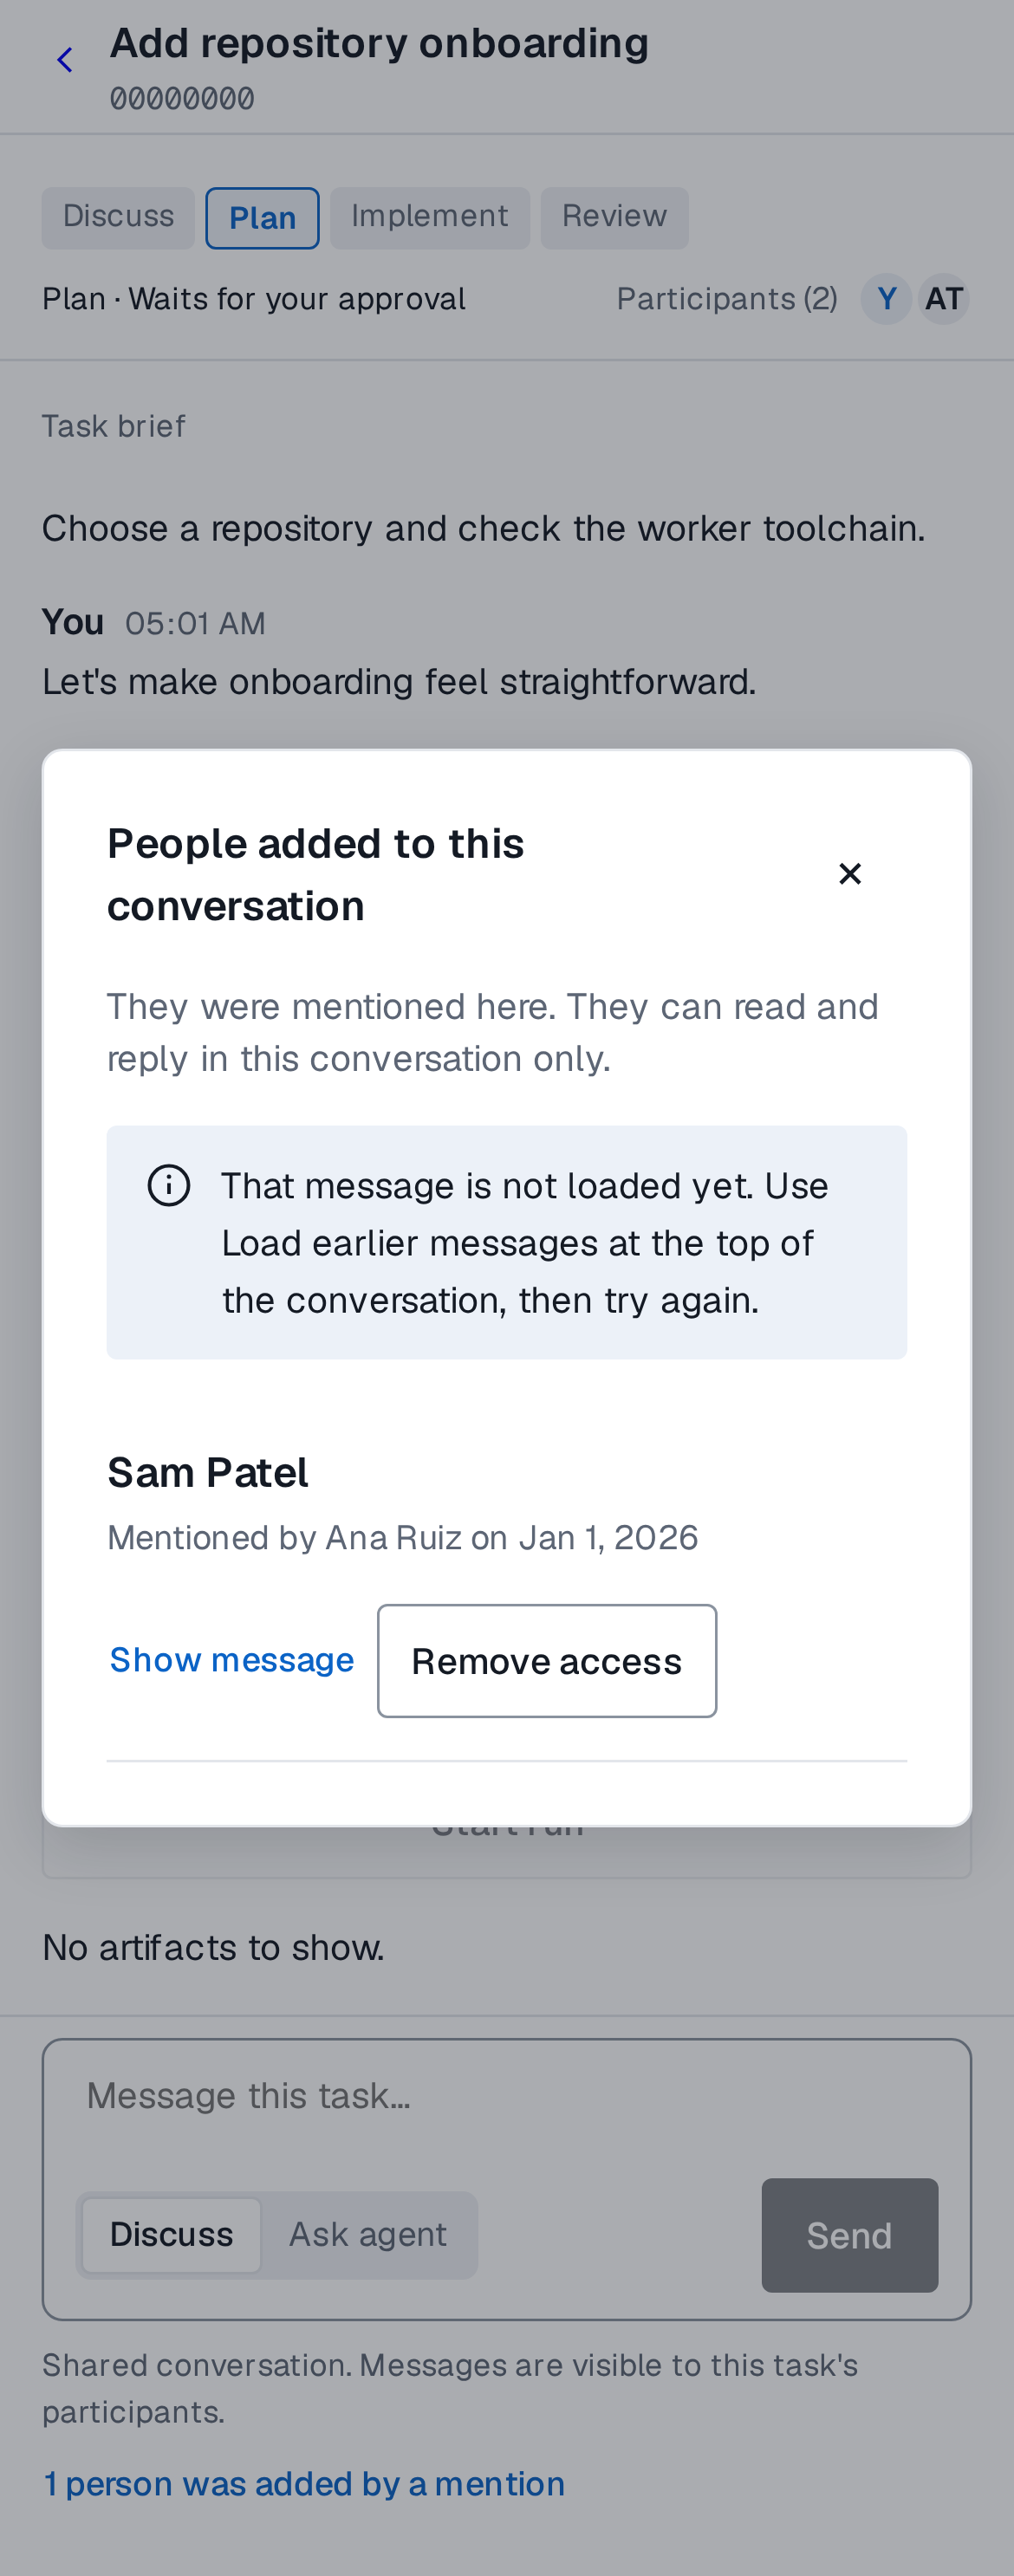 Add repository onboarding
00000000
Discuss
Plan
Implement
Review
Plan · Waits for your approval
Participants (2)
Y
AT
Task brief
Choose a repository and check the worker toolchain.
You 05:01 AM
Let's make onboarding feel straightforward.
People added to this
conversation
They were mentioned here. They can read and
reply in this conversation only.
That message is not loaded yet. Use
Load earlier messages at the top of
the conversation, then try again.
Sam Patel
Mentioned by Ana Ruiz on Jan 1, 2026
Show message
Remove access
Start run
No artifacts to show.
Message this task…
Discuss
Ask agent
Send
Shared conversation. Messages are visible to this task's
participants.
1 person was added by a mention